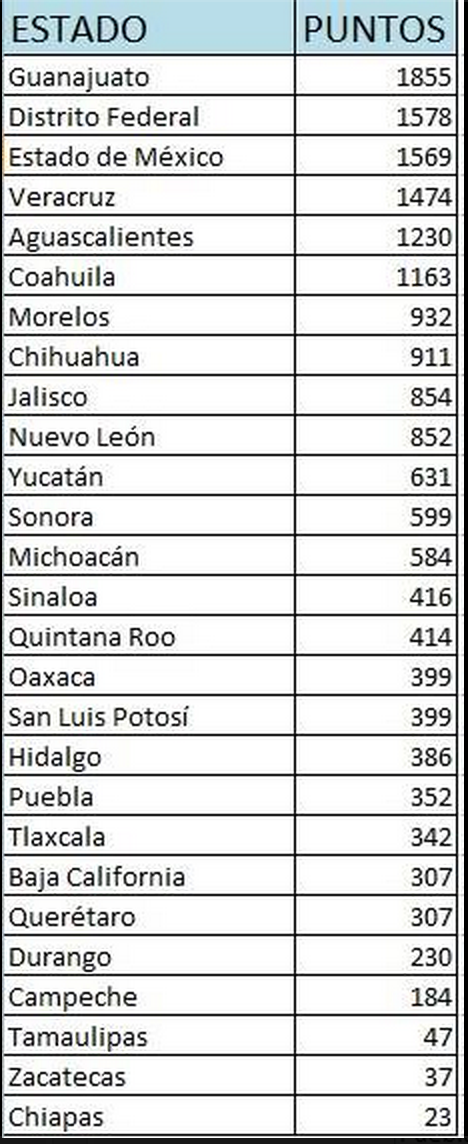 ESTADO PUNTOS
Guanajuato 1855
Distrito Federal 1578
Estado de México 1569
Veracruz 1474
Aguascalientes 1230
Coahuila 1163
Morelos 932
Chihuahua 911
Jalisco 854
Nuevo León 852
Yucatán 631
Sonora 599
Michoacán 584
Sinaloa 416
Quintana Roo 414
Oaxaca 399
San Luis Potosí 399
Hidalgo 386
Puebla 352
Tlaxcala 342
Baja California 307
Querétaro 307
Durango 230
Campeche 184
Tamaulipas 47
Zacatecas 37
Chiapas 23